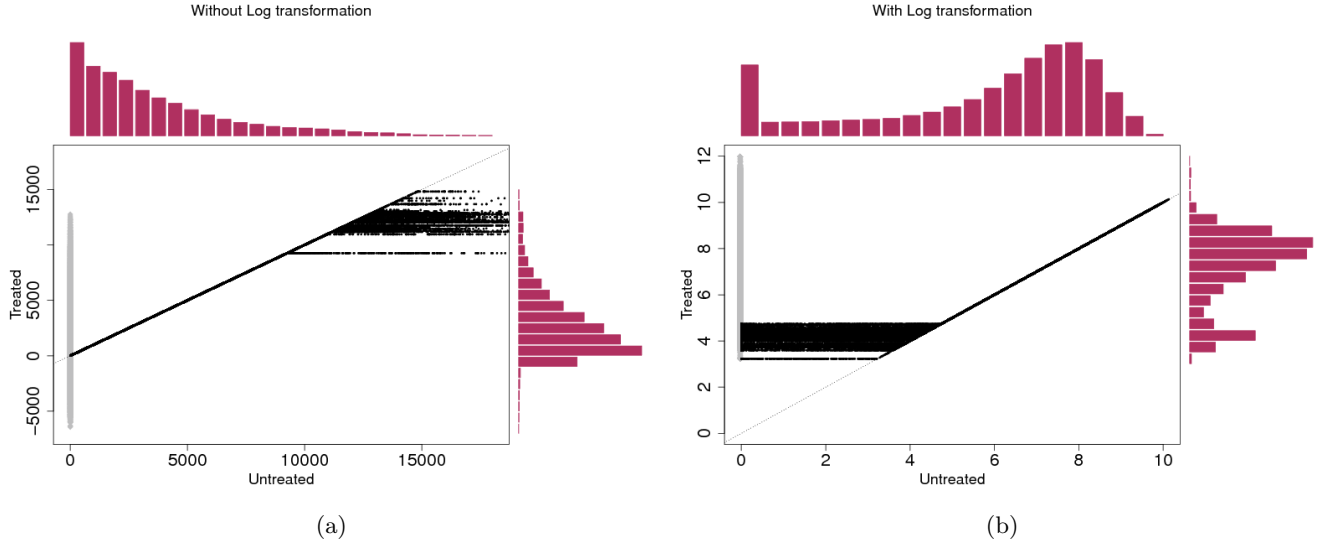 Without Log transformation
Treated
15000
5000
0
−5000
0
5000
10000
15000
Untreated
(a)
With Log transformation
Treated
12
10
8
6
4
2
0
0
2
4
6
8
10
Untreated
(b)